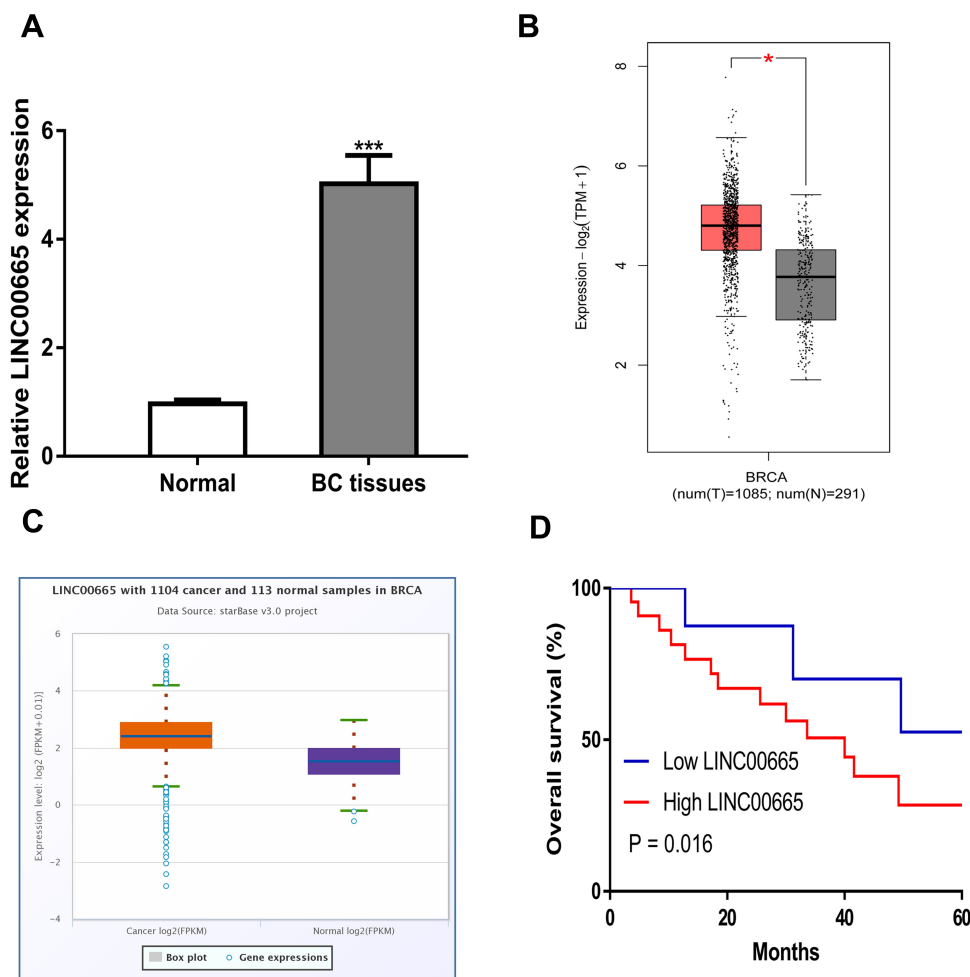 A
Relative LINC00665 expression
6
4
2
0
***
Normal
BC tissues
B
Expression – log2(TPM + 1)
8
6
4
2
*
BRCA
(num(T)=1085; num(N)=291)
C
LINC00665 with 1104 cancer and 113 normal samples in BRCA
Data Source: starBase v3.0 project
Expression level: log2 (FPKM+0.01)]
6
4
2
0
−2
−4
Cancer log2(FPKM)
Normal log2(FPKM)
Box plot
Gene expressions
D
Overall survival (%)
100
50
0
Low LINC00665
High LINC00665
P = 0.016
0
20
40
60
Months